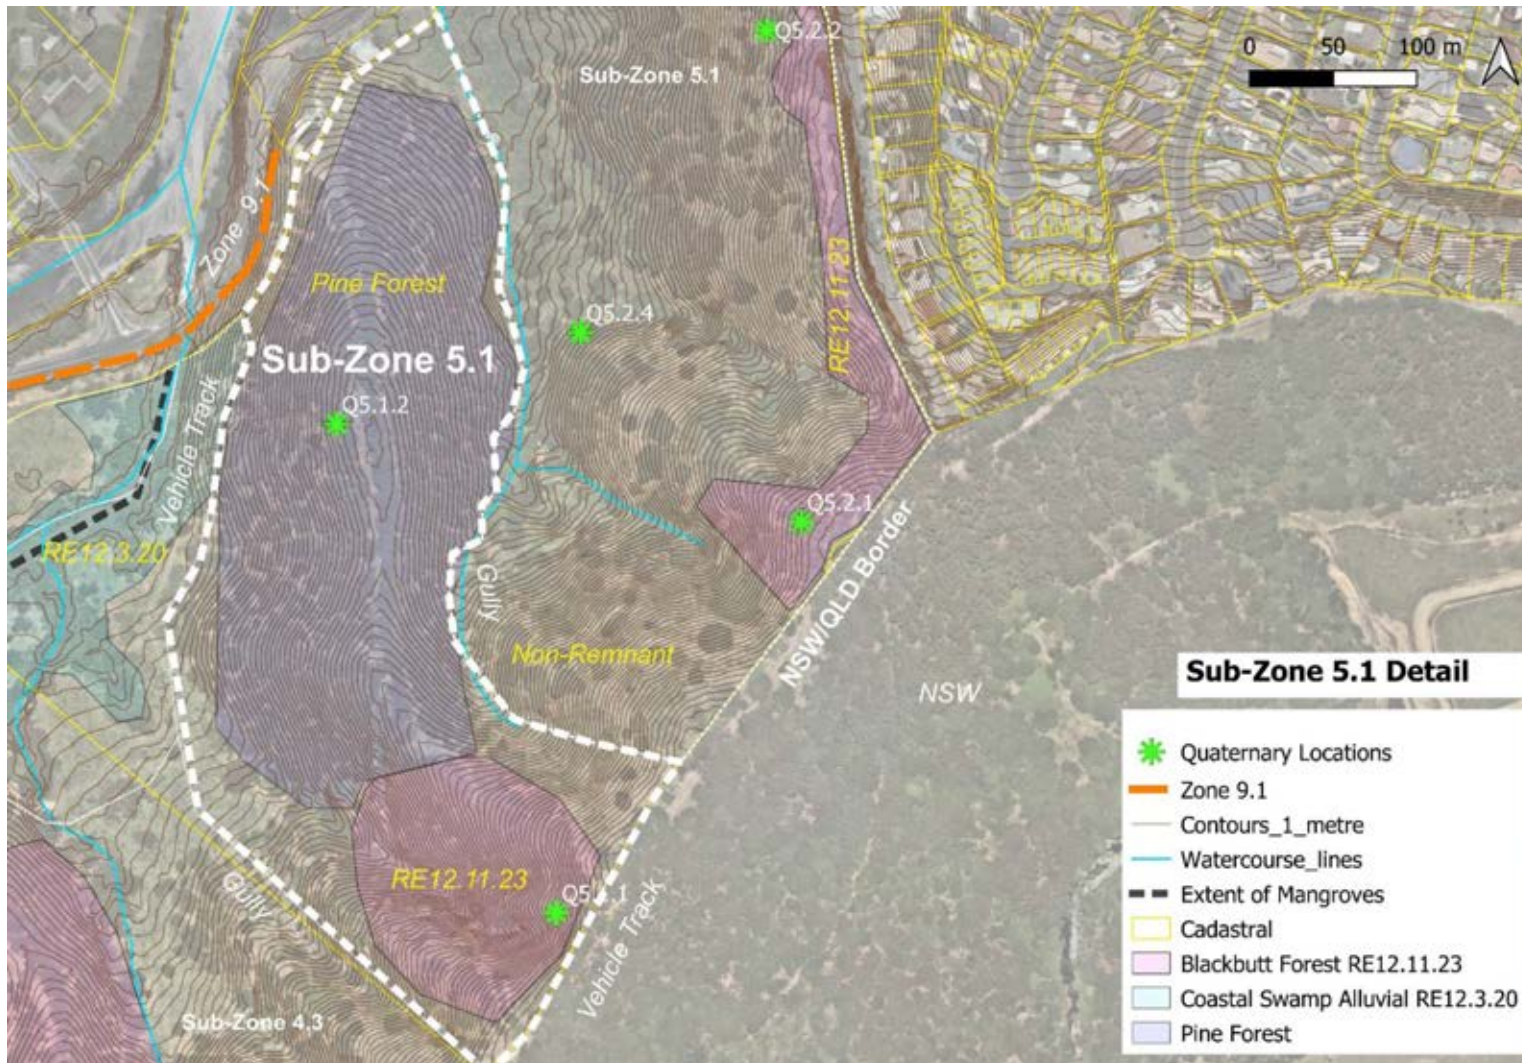 Q5.2.2
0 50 100 m
Sub-Zone 5.1
Zone 9.1
Pine Forest
RE12.11.23
Q5.2.4
Sub-Zone 5.1
Q5.1.2
Vehicle Track
Q5.2.1
RE12.3.20
Gully
NSW/QLD Border
Non-Remnant
NSW
Sub-Zone 5.1 Detail
Quaternary Locations
Zone 9.1
Contours_1_metre
Watercourse_lines
Extent of Mangroves
Cadastral
Blackbutt Forest RE12.11.23
Coastal Swamp Alluvial RE12.3.20
Pine Forest
RE12.11.23
Gully
Q5.1.1
Vehicle Track
Sub-Zone 4.3